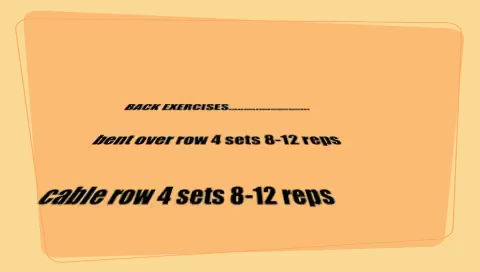 BACK EXERCISES..............................
bent over row 4 sets 8-12 reps
cable row 4 sets 8-12 reps